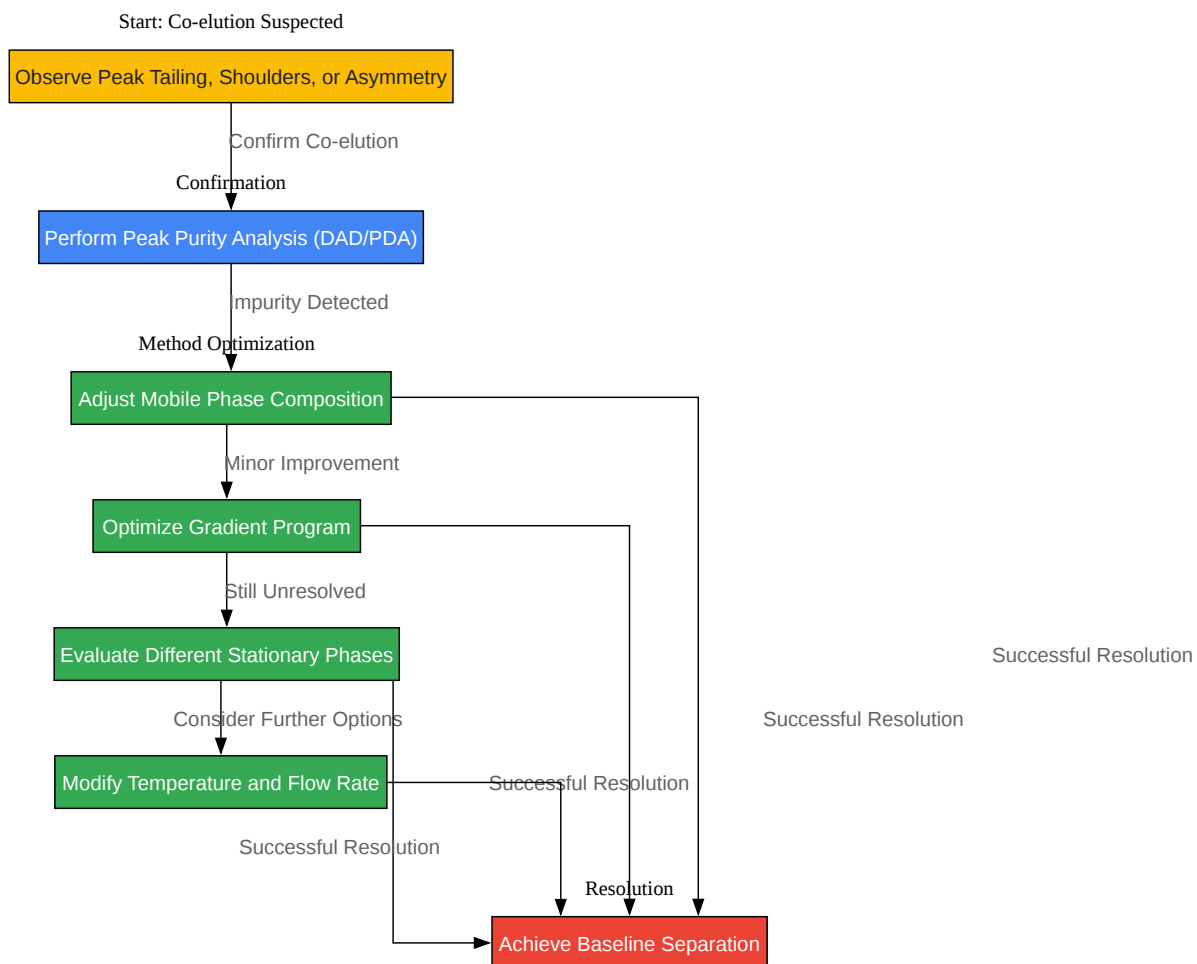 Start: Co-elution Suspected
Observe Peak Tailing, Shoulders, or Asymmetry
Confirm Co-elution
Confirmation
Perform Peak Purity Analysis (DAD/PDA)
Impurity Detected
Method Optimization
Adjust Mobile Phase Composition
Minor Improvement
Optimize Gradient Program
Still Unresolved
Evaluate Different Stationary Phases
Successful Resolution
Consider Further Options
Successful Resolution
Modify Temperature and Flow Rate
Successful Resolution
Successful Resolution
Resolution
Achieve Baseline Separation